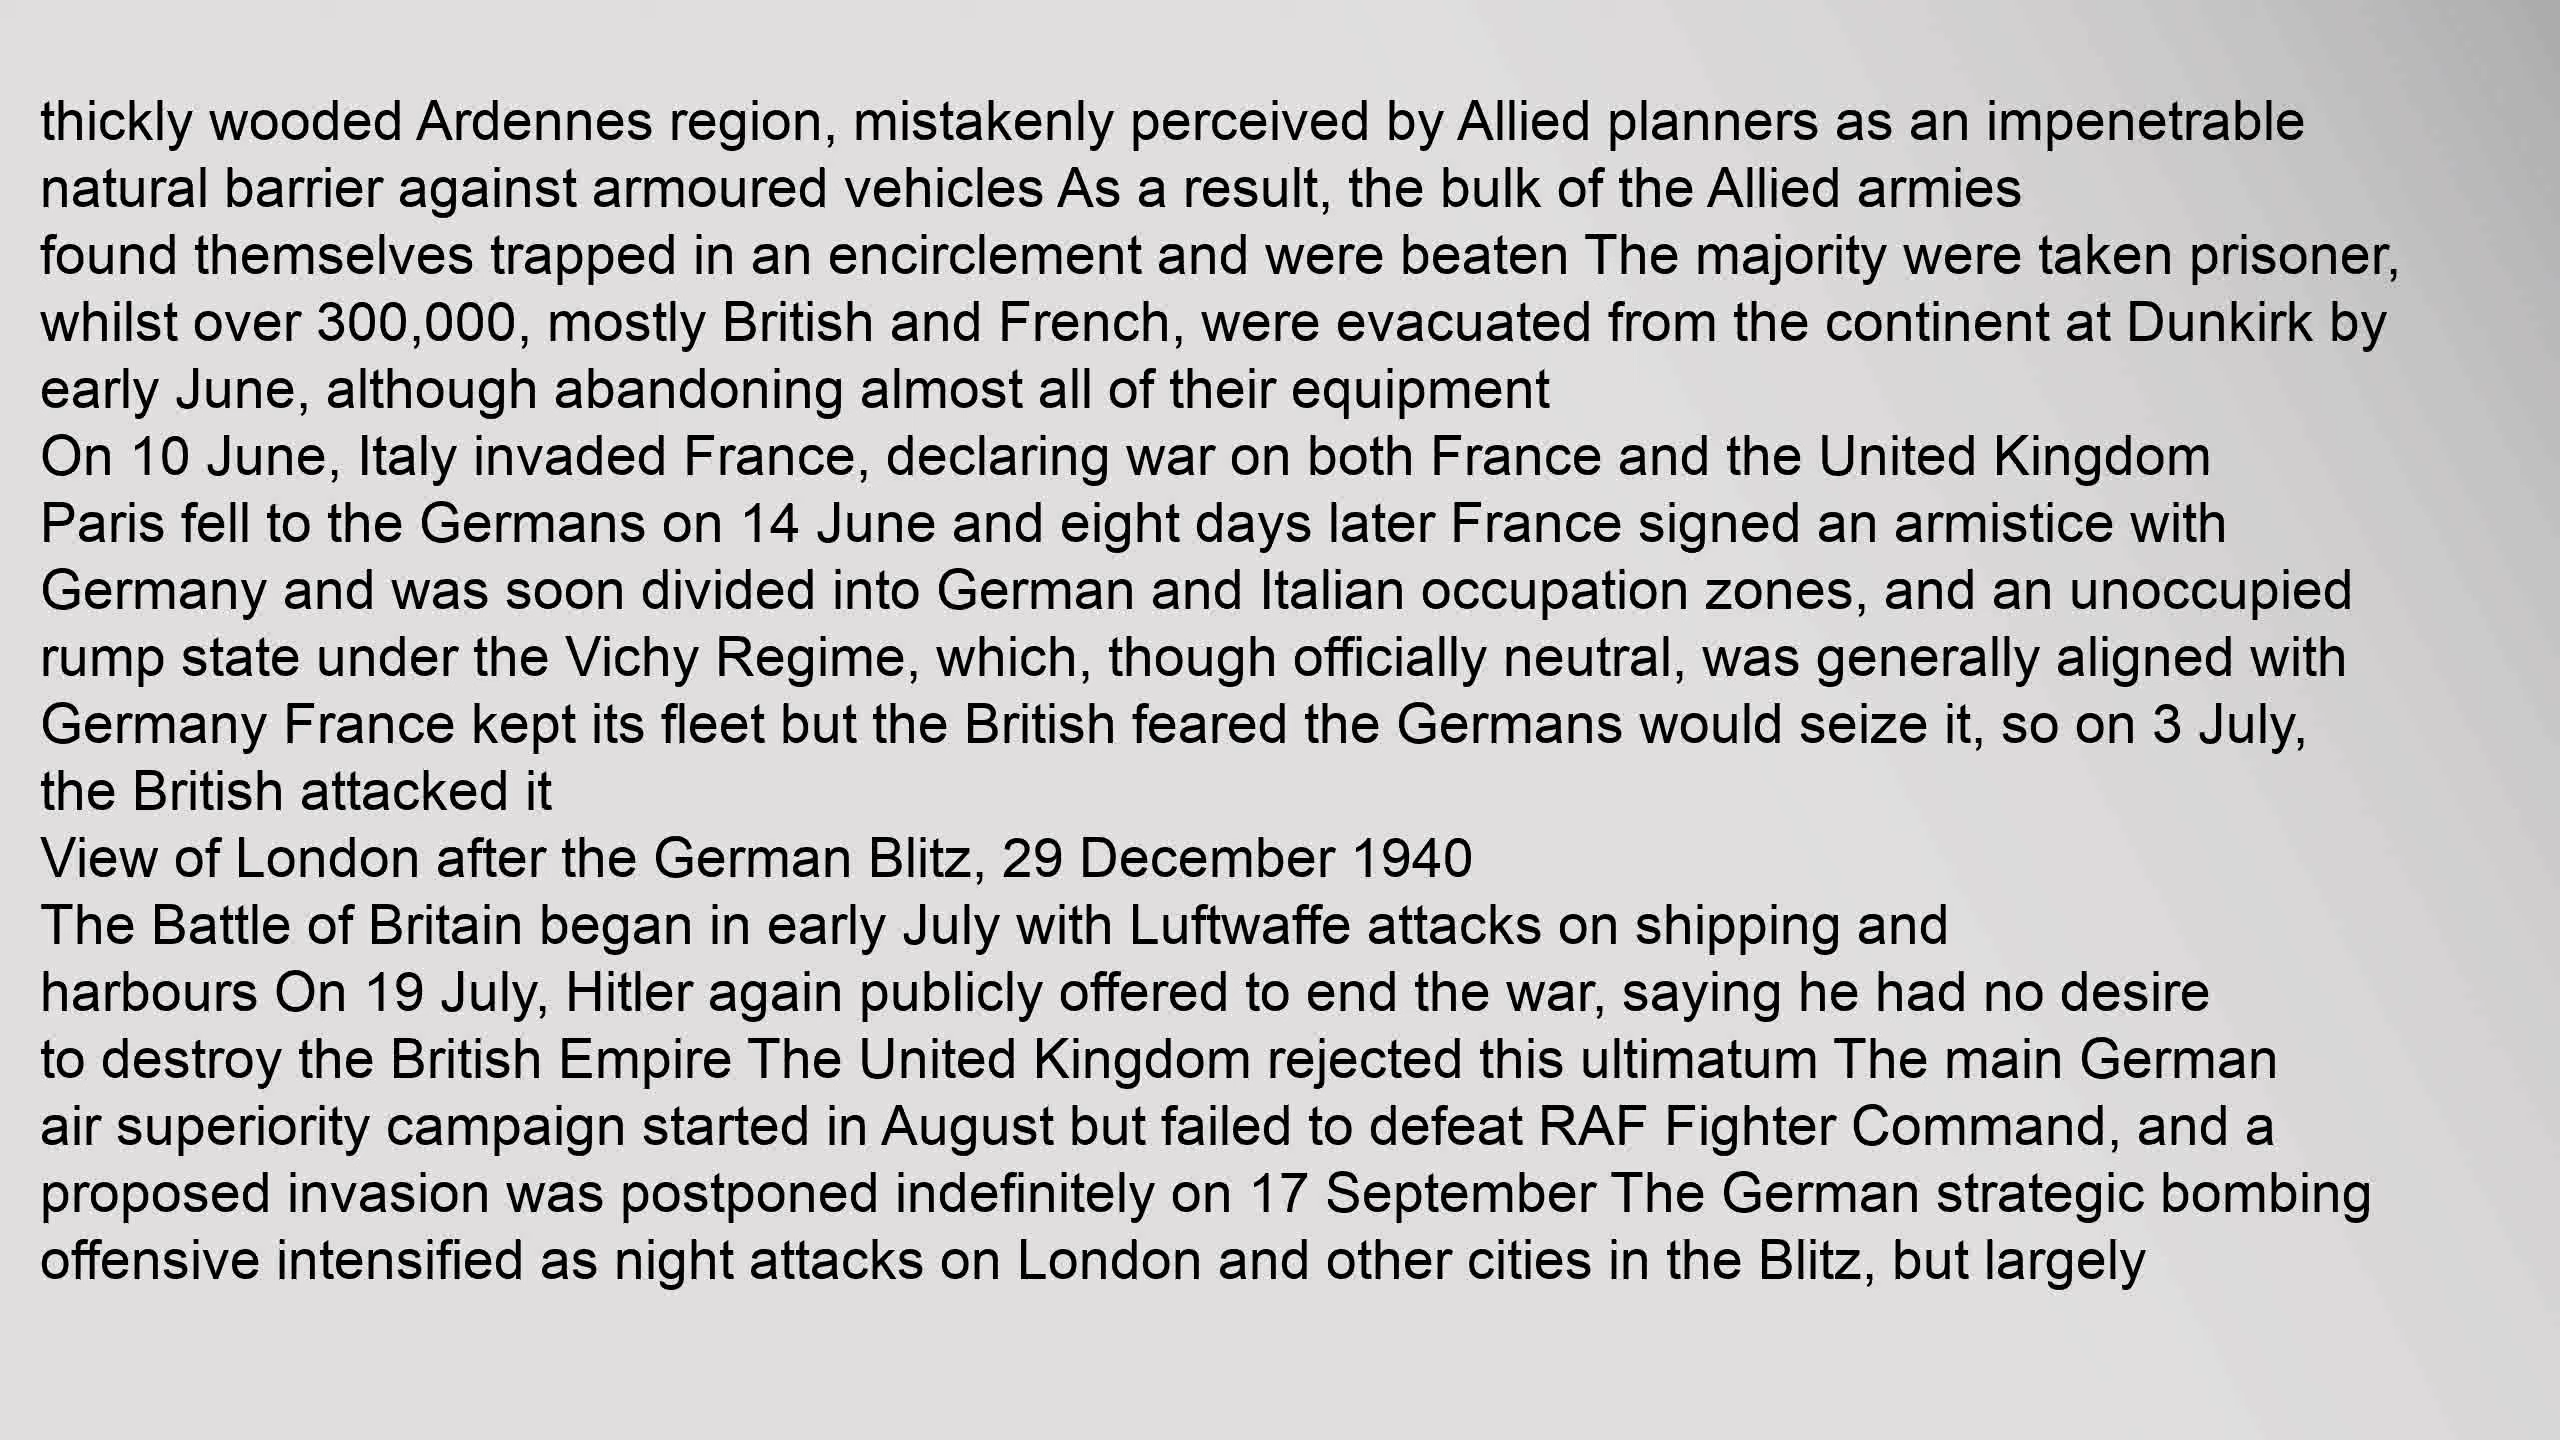 thickly wooded Ardennes region, mistakenly perceived by Allied planners as an impenetrable
natural barrier against armoured vehicles As a result, the bulk of the Allied armies
found themselves trapped in an encirclement and were beaten The majority were taken prisoner,
whilst over 300,000, mostly British and French, were evacuated from the continent at Dunkirk by
early June, although abandoning almost all of their equipment
On 10 June, Italy invaded France, declaring war on both France and the United Kingdom
Paris fell to the Germans on 14 June and eight days later France signed an armistice with
Germany and was soon divided into German and Italian occupation zones, and an unoccupied
rump state under the Vichy Regime, which, though officially neutral, was generally aligned with
Germany France kept its fleet but the British feared the Germans would seize it, so on 3 July,
the British attacked it
View of London after the German Blitz, 29 December 1940
The Battle of Britain began in early July with Luftwaffe attacks on shipping and
harbours On 19 July, Hitler again publicly offered to end the war, saying he had no desire
to destroy the British Empire The United Kingdom rejected this ultimatum The main German
air superiority campaign started in August but failed to defeat RAF Fighter Command, and a
proposed invasion was postponed indefinitely on 17 September The German strategic bombing
offensive intensified as night attacks on London and other cities in the Blitz, but largely